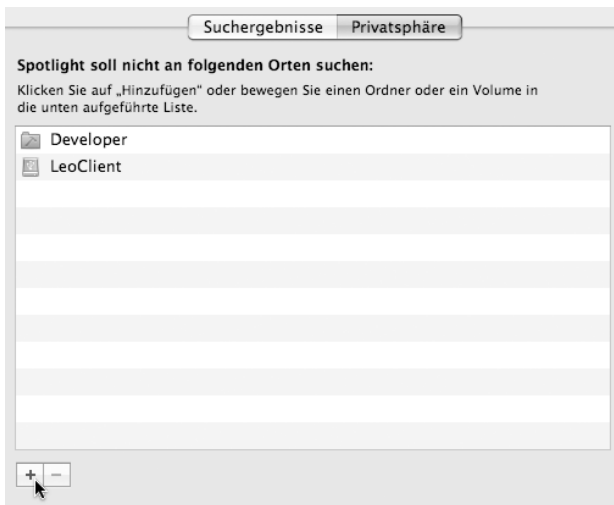 Suchergebnisse Privatsphäre
Spotlight soll nicht an folgenden Orten suchen:
Klicken Sie auf „Hinzufügen“ oder bewegen Sie einen Ordner oder ein Volume in
die unten aufgeführte Liste.
Developer
LeoClient
+ −